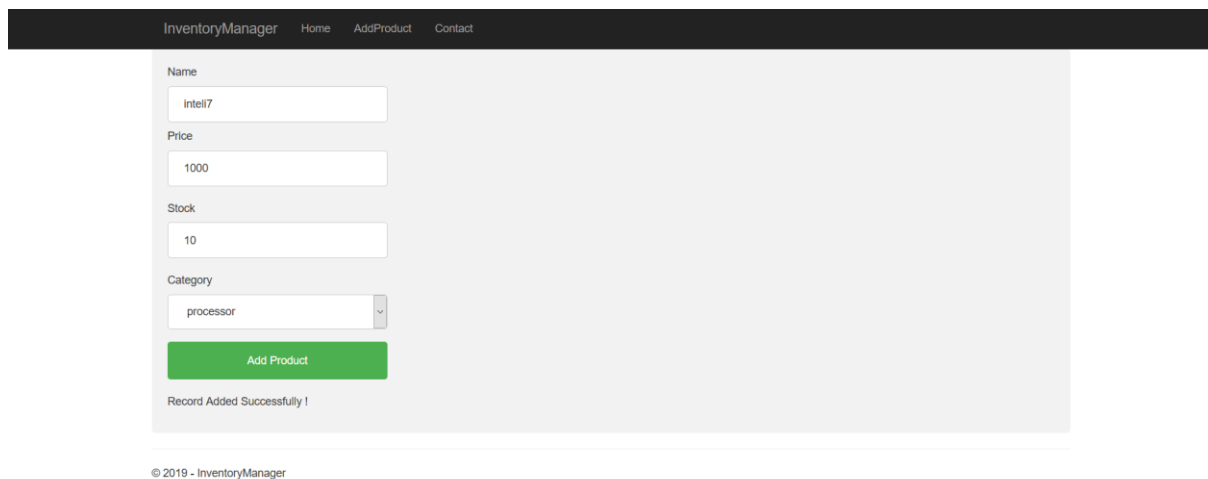 InventoryManager Home AddProduct Contact
Name
inteli7
Price
1000
Stock
10
Category
processor
Add Product
Record Added Successfully !
© 2019 - InventoryManager